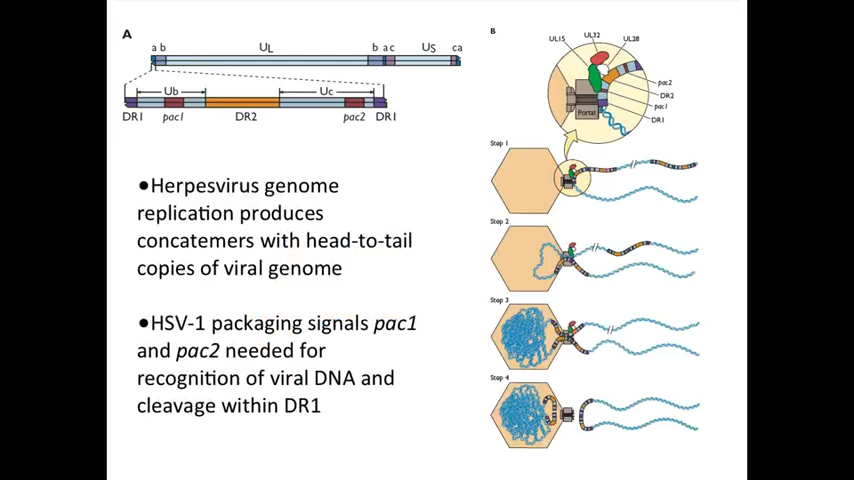 A
a b UL b a c US c a
Ub Uc
DR1 pac1 DR2 pac2 DR1
•Herpesvirus genome
replication produces
concatemers with head-to-tail
copies of viral genome
•HSV-1 packaging signals pac1
and pac2 needed for
recognition of viral DNA and
cleavage within DR1
B
UL15 UL32 UL28
pac2
DR2
pac1
DR1
Portal
Step 1
Step 2
Step 3
Step 4